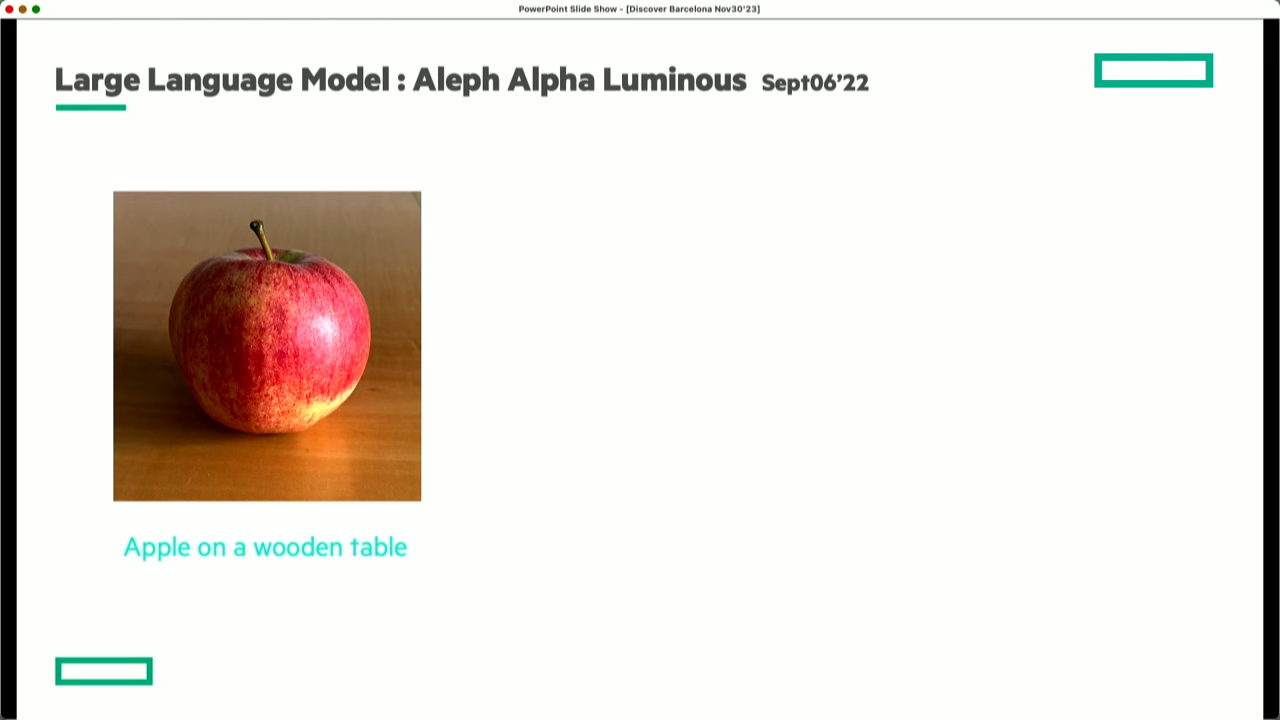 PowerPoint Slide Show - [Discover Barcelona Nov30'23]
Large Language Model : Aleph Alpha Luminous Sept06’22
Apple on a wooden table